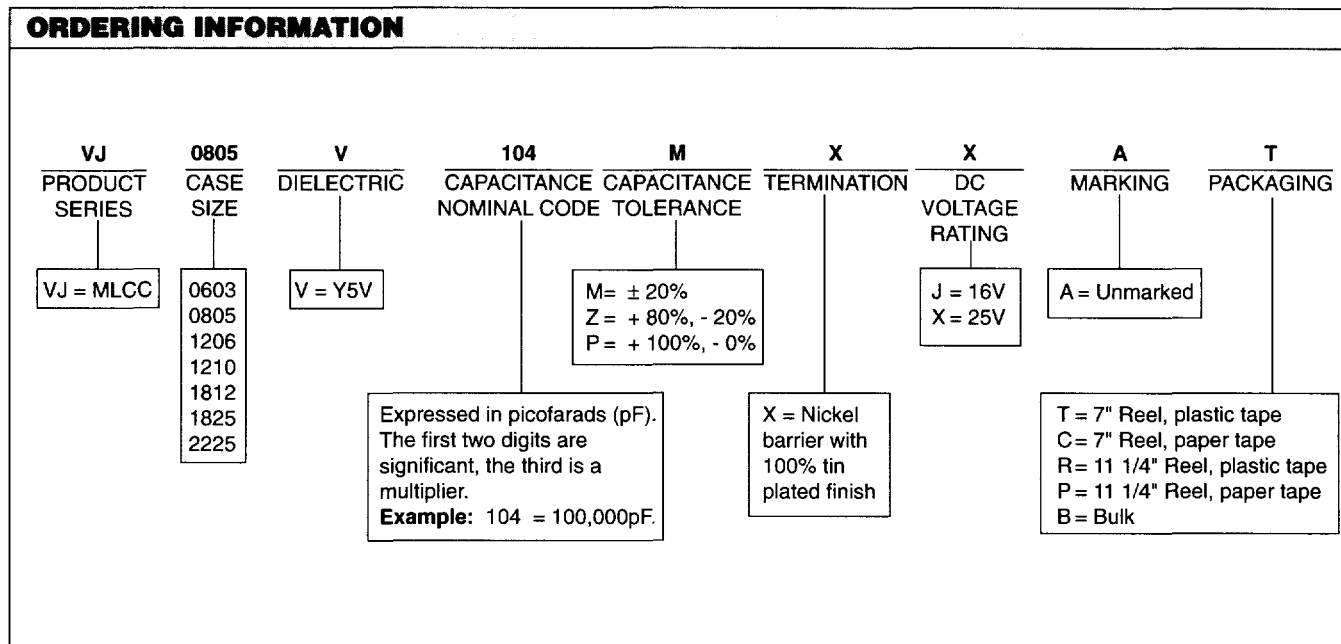 ORDERING INFORMATION
VJ 0805 V 104 M X X A T
PRODUCT SERIES
CASE SIZE
DIELECTRIC
CAPACITANCE NOMINAL CODE
CAPACITANCE TOLERANCE
TERMINATION
DC VOLTAGE RATING
MARKING
PACKAGING
VJ = MLCC
0603
0805
1206
1210
1812
1825
2225
V = Y5V
Expressed in picofarads (pF).
The first two digits are
significant, the third is a
multiplier.
Example: 104 = 100,000pF.
M= ± 20%
Z = + 80%, - 20%
P = + 100%, - 0%
X = Nickel
barrier with
100% tin
plated finish
J = 16V
X = 25V
A = Unmarked
T = 7" Reel, plastic tape
C = 7" Reel, paper tape
R = 11 1/4" Reel, plastic tape
P = 11 1/4" Reel, paper tape
B = Bulk